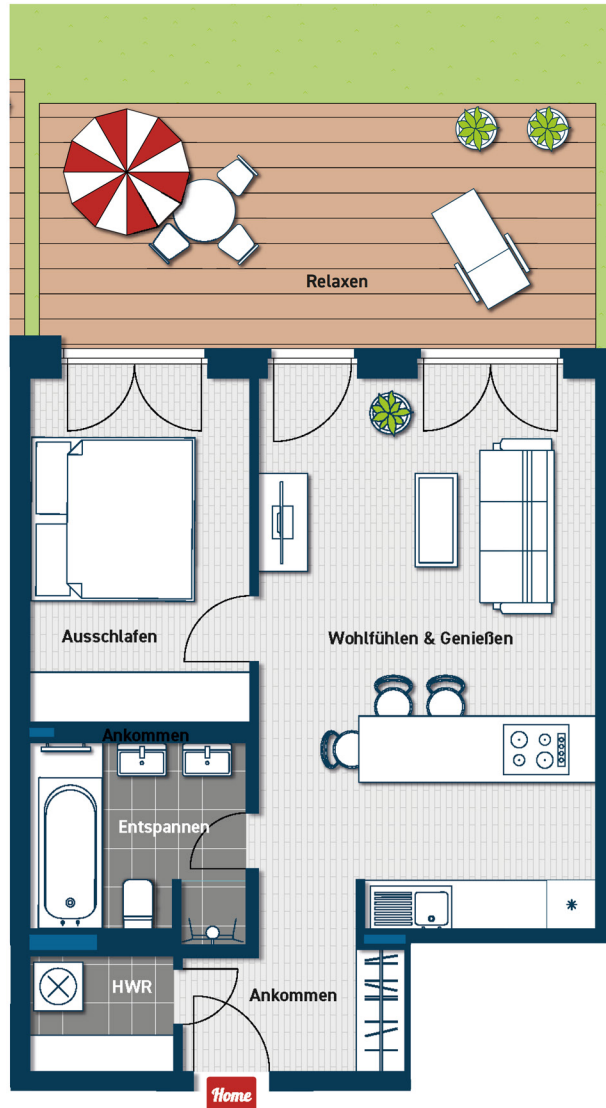 Relaxen
Ausschlafen
Wohlfühlen & Genießen
Ankommen
Entspannen
HWR
Ankommen
Home